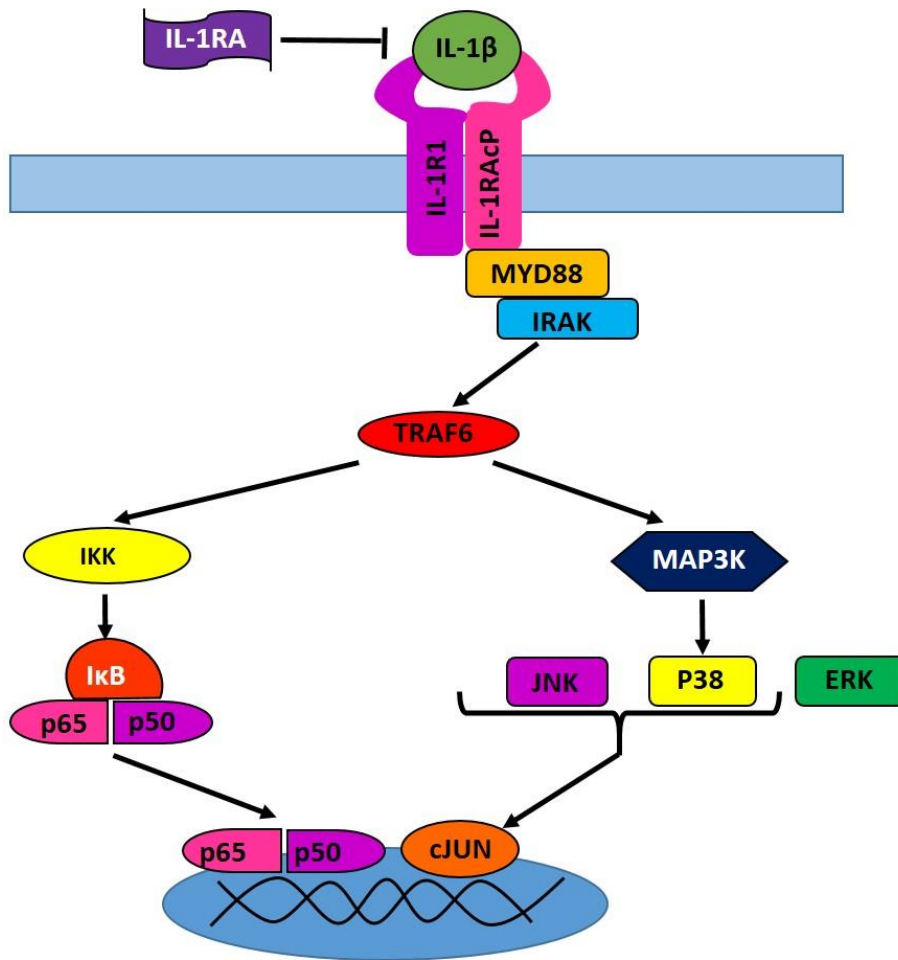 IL-1RA
IL-1β
IL-1R1
IL-1RAcP
MYD88
IRAK
TRAF6
IKK
MAP3K
IκB
p65
p50
JNK
P38
ERK
p65
p50
cJUN